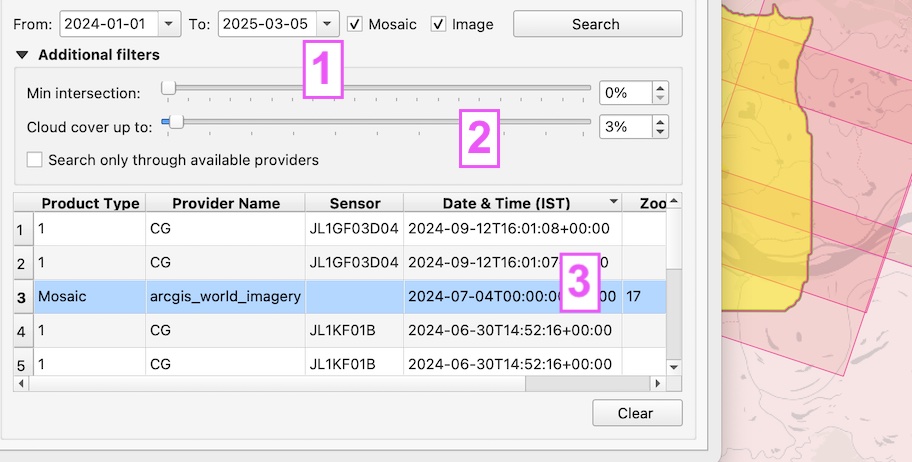 From: 2024-01-01 To: 2025-03-05 Mosaic Image Search
1
Additional filters
Min intersection: 0%
Cloud cover up to: 3%
2
Search only through available providers
Product Type Provider Name Sensor Date & Time (IST) Zoo
1 1 CG JL1GF03D04 2024-09-12T16:01:08+00:00
2 1 CG JL1GF03D04 2024-09-12T16:01:07 0
3
3 Mosaic arcgis_world_imagery 2024-07-04T00:00:00 00 17
4 1 CG JL1KF01B 2024-06-30T14:52:16+00:00
5 1 CG JL1KF01B 2024-06-30T14:52:16+00:00
Clear